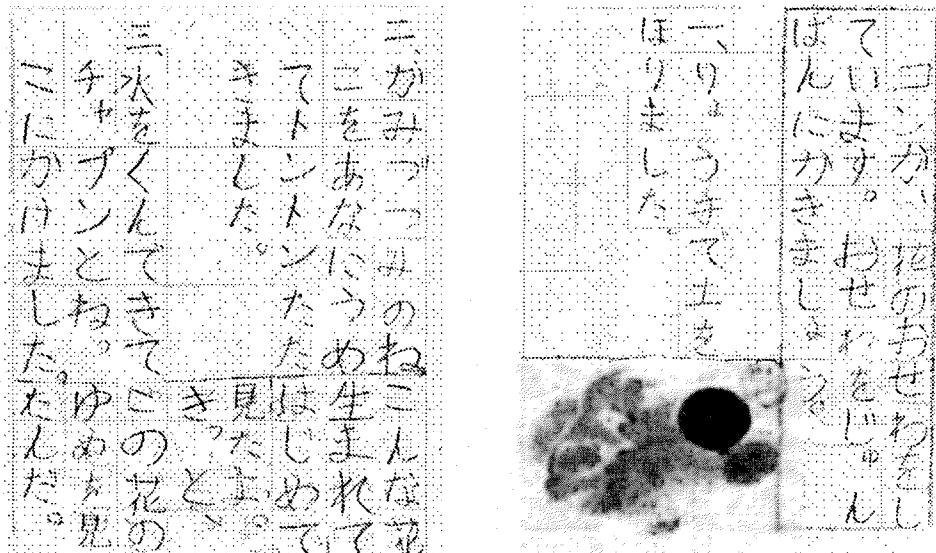 コンが、花のおせわをし
ています。おせわをじゅん
ばんにかきましょう。
一、りょうきてで土を
ほりました。
二、かみづつみのね
こをあなにうめ
てトントンたた
きました。
三、水をくんできて
チャプンとね。
こにかけました。
こんな花
生まれて
はじめて
見たよ。
きっと、
この花の
ゆめを見
たんだ。